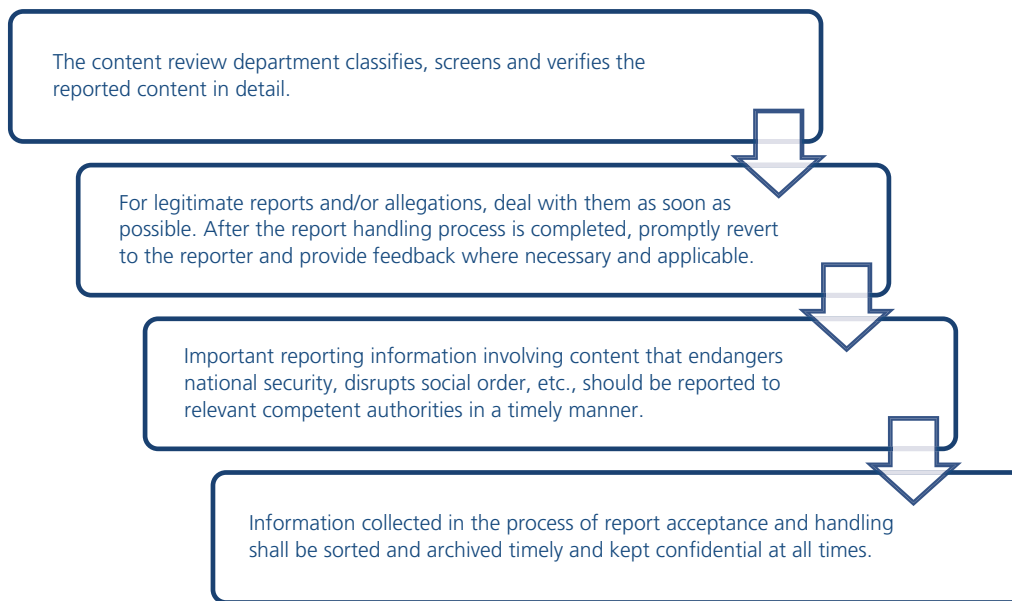 The content review department classifies, screens and verifies the
reported content in detail.
For legitimate reports and/or allegations, deal with them as soon as
possible. After the report handling process is completed, promptly revert
to the reporter and provide feedback where necessary and applicable.
Important reporting information involving content that endangers
national security, disrupts social order, etc., should be reported to
relevant competent authorities in a timely manner.
Information collected in the process of report acceptance and handling
shall be sorted and archived timely and kept confidential at all times.